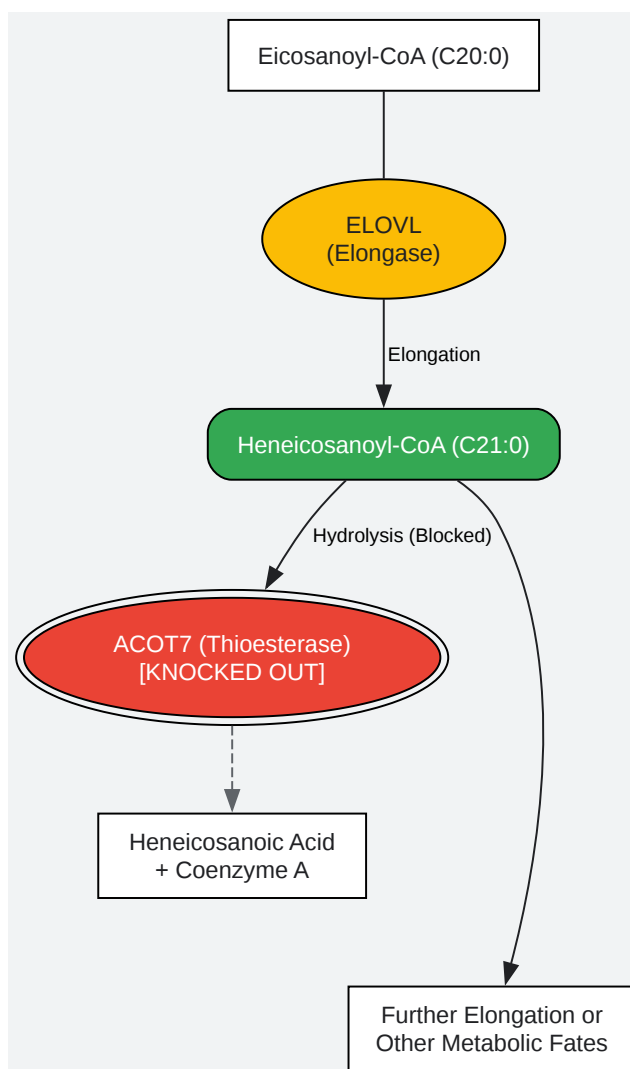 Eicosanoyl-CoA (C20:0)
ELOVL
(Elongase)
Elongation
Heneicosanoyl-CoA (C21:0)
Hydrolysis (Blocked)
ACOT7 (Thioesterase)
[KNOCKED OUT]
Heneicosanoic Acid
+ Coenzyme A
Further Elongation or
Other Metabolic Fates